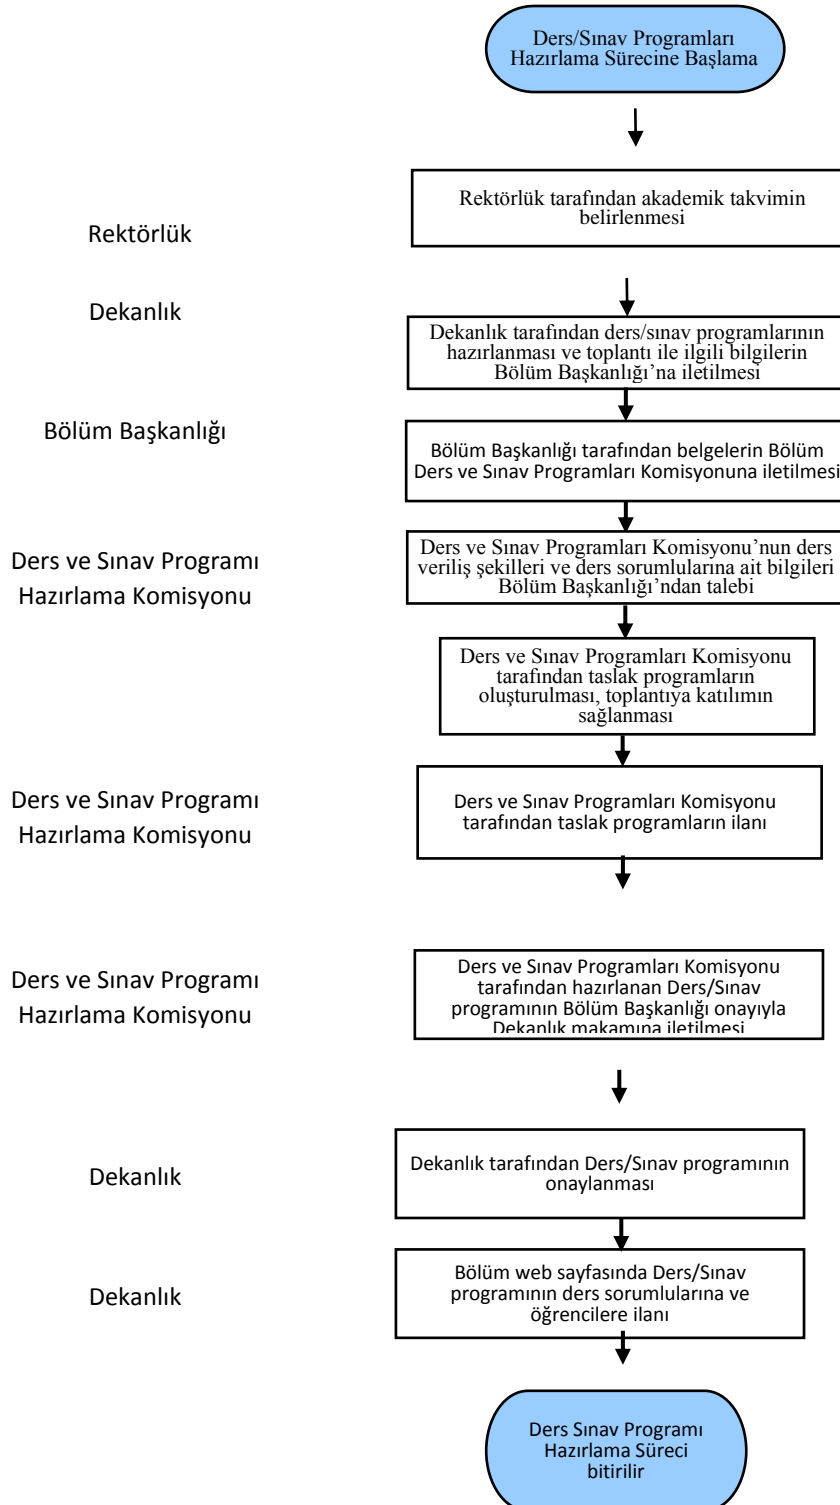 Ders/Sınav Programları
Hazırlama Sürecine Başlama
Rektörlük
Rektörlük tarafından akademik takvimin
belirlenmesi
Dekanlık
Dekanlık tarafından ders/sınav programlarının
hazırlanması ve toplantı ile ilgili bilgilerin
Bölüm Başkanlığı’na iletilmesi
Bölüm Başkanlığı
Bölüm Başkanlığı tarafından belgelerin Bölüm
Ders ve Sınav Programları Komisyonuna iletilmesi
Ders ve Sınav Programı
Hazırlama Komisyonu
Ders ve Sınav Programları Komisyonu’nun ders
veriliş şekilleri ve ders sorumlularına ait bilgileri
Bölüm Başkanlığı’ndan talebi
Ders ve Sınav Programları Komisyonu
tarafından taslak programların
oluşturulması, toplantıya katılımın
sağlanması
Ders ve Sınav Programı
Hazırlama Komisyonu
Ders ve Sınav Programları Komisyonu
tarafından taslak programların ilanı
Ders ve Sınav Programı
Hazırlama Komisyonu
Ders ve Sınav Programları Komisyonu
tarafından hazırlanan Ders/Sınav
programının Bölüm Başkanlığı onayıyla
Dekanlık makamına iletilmesi
Dekanlık
Dekanlık tarafından Ders/Sınav programının
onaylanması
Dekanlık
Bölüm web sayfasında Ders/Sınav
programının ders sorumlularına ve
öğrencilere ilanı
Ders Sınav Programı
Hazırlama Süreci
bitirilir